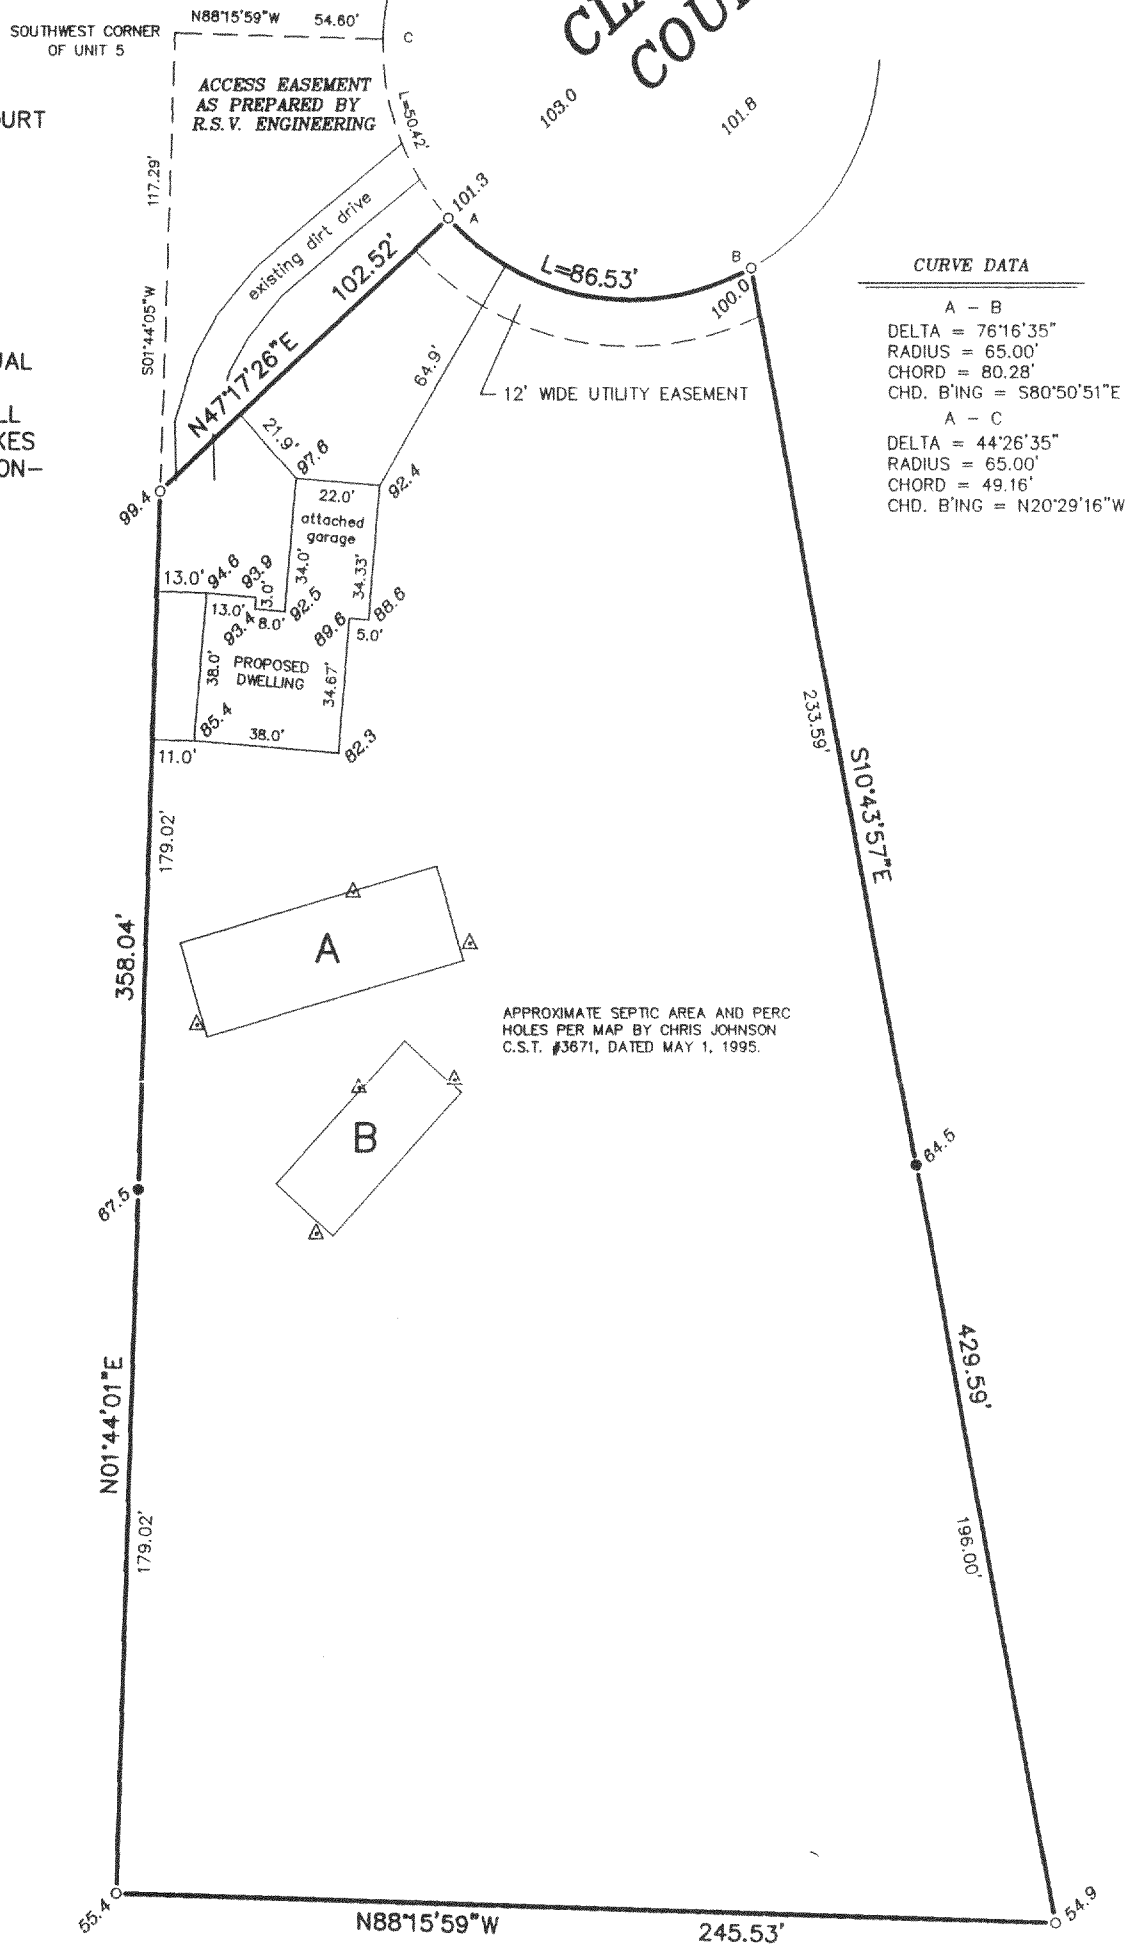 N88°15'59"W 54.60'
SOUTHWEST CORNER
OF UNIT 5
C
COU
ACCESS EASEMENT
AS PREPARED BY
R.S.V. ENGINEERING
URT
L=50.42'
103.0
101.8
117.29'
existing dirt drive
101.3
A
102.52'
L=86.53'
B
100.0
S01°44'05"W
N47°17'26"E
64.9'
12' WIDE UTILITY EASEMENT
CURVE DATA
A - B
DELTA = 76°16'35"
RADIUS = 65.00'
CHORD = 80.28'
CHD. B'ING = S80°50'51"E
A - C
DELTA = 44°26'35"
RADIUS = 65.00'
CHORD = 49.16'
CHD. B'ING = N20°29'16"W
UAL
LL
KES
ON-
21.9'
97.6
92.4
99.4
22.0'
attached
garage
34.0'
34.33'
13.0'
94.6
93.9
3.0'
13.0'
8.0'
92.5
93.4
89.6
88.6
5.0'
38.0'
PROPOSED
DWELLING
34.67'
85.4
38.0'
82.3
11.0'
233.59'
S10°43'57"E
179.02'
358.04'
A
APPROXIMATE SEPTIC AREA AND PERC
HOLES PER MAP BY CHRIS JOHNSON
C.S.T. #3671, DATED MAY 1, 1995.
B
64.5
67.5
429.59'
N01°44'01"E
179.02'
196.00'
55.4
N88°15'59"W 245.53'
54.9